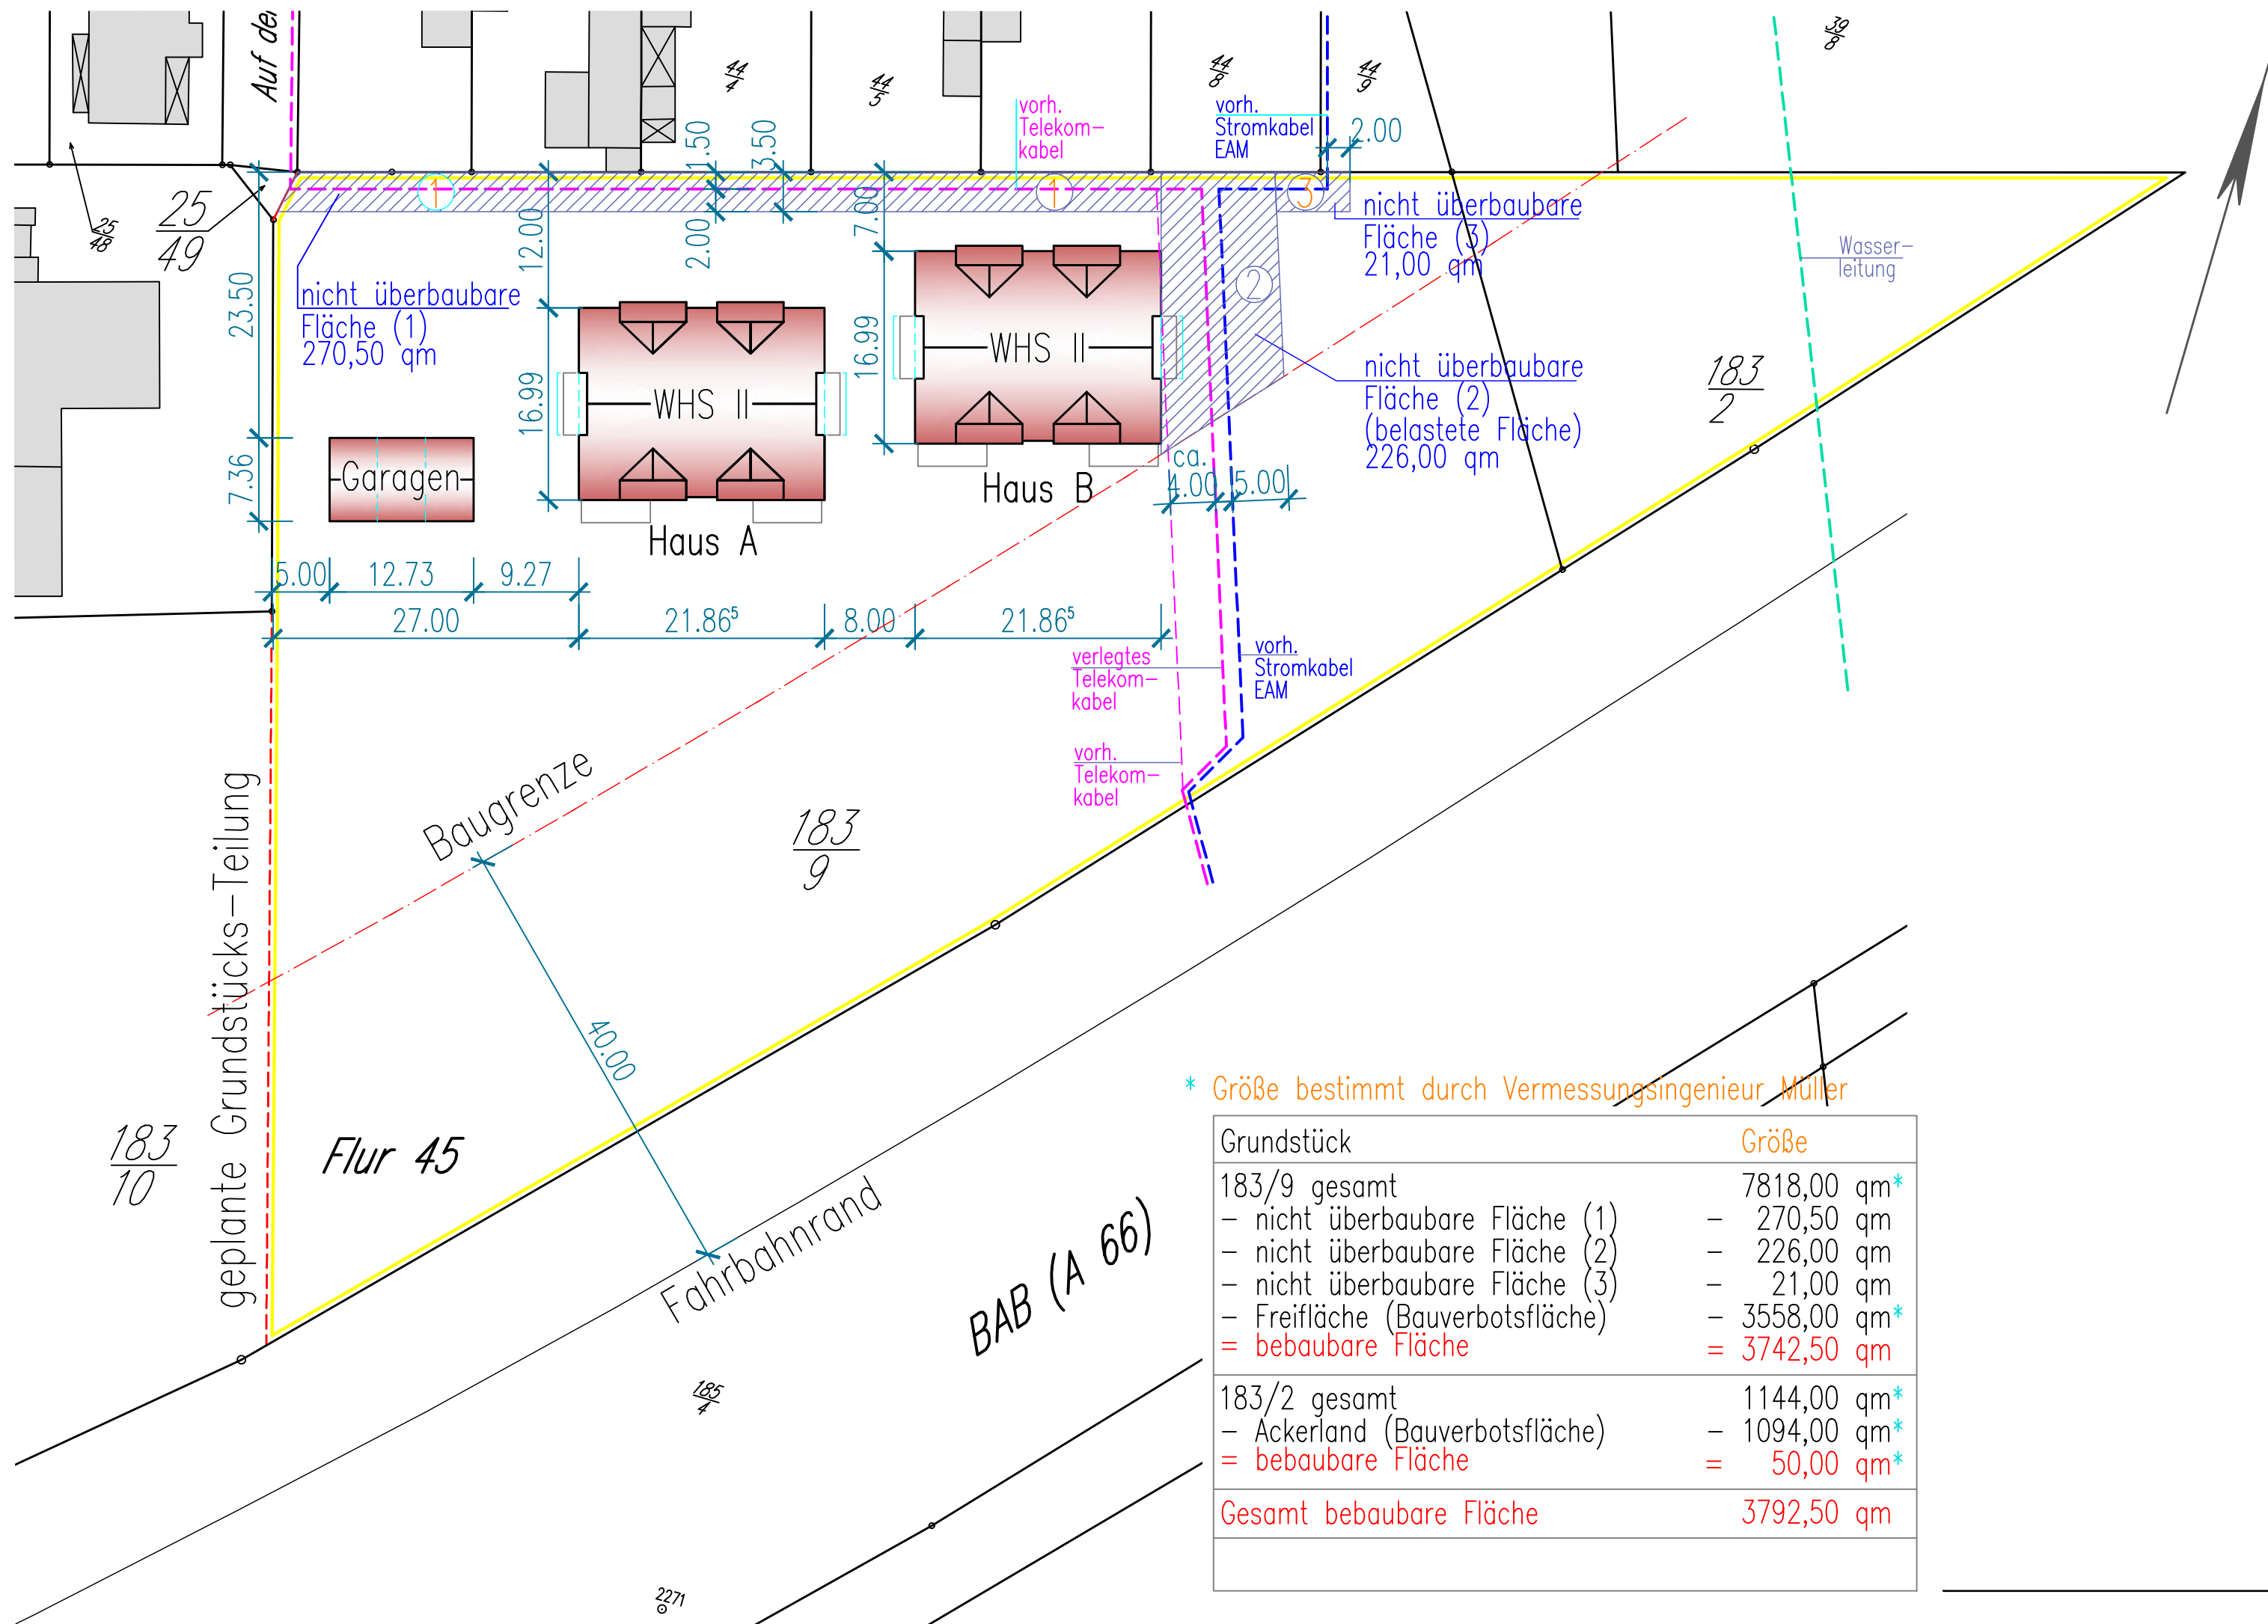 Auf der
44
4
44
5
44
8
44
9
39
8
25
48
25
49
vorh.
Telekom-
kabel
vorh.
Stromkabel
EAM
2.00
1.50
3.50
2.00
12.00
7.00
23.50
7.36
16.99
16.99
1
1
3
2
nicht überbaubare
Fläche (1)
270,50 qm
nicht überbaubare
Fläche (3)
21,00 qm
nicht überbaubare
Fläche (2)
(belastete Fläche)
226,00 qm
Wasser-
leitung
183
2
WHS II
WHS II
Garagen
Haus A
Haus B
ca.
4.00
5.00
5.00
12.73
9.27
27.00
21.86⁵
8.00
21.86⁵
verlegtes
Telekom-
kabel
vorh.
Stromkabel
EAM
vorh.
Telekom-
kabel
Baugrenze
183
9
geplante Grundstücks-Teilung
40.00
183
10
Flur 45
Fahrbahnrand
BAB (A 66)
185
4
2271
* Größe bestimmt durch Vermessungsingenieur Müller
Grundstück Größe
183/9 gesamt 7818,00 qm*
- nicht überbaubare Fläche (1) - 270,50 qm
- nicht überbaubare Fläche (2) - 226,00 qm
- nicht überbaubare Fläche (3) - 21,00 qm
- Freifläche (Bauverbotsfläche) - 3558,00 qm*
= bebaubare Fläche = 3742,50 qm
183/2 gesamt 1144,00 qm*
- Ackerland (Bauverbotsfläche) - 1094,00 qm*
= bebaubare Fläche = 50,00 qm*
Gesamt bebaubare Fläche 3792,50 qm